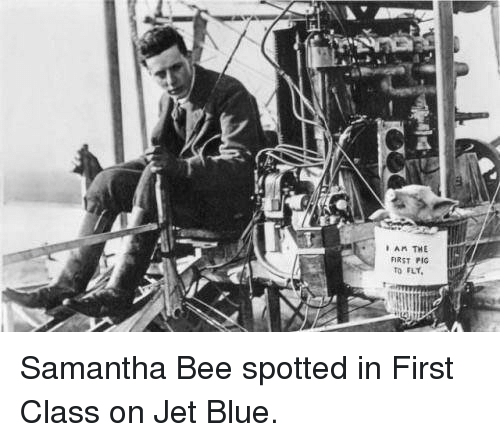 I AM THE
FIRST PIG
TO FLY.
Samantha Bee spotted in First
Class on Jet Blue.